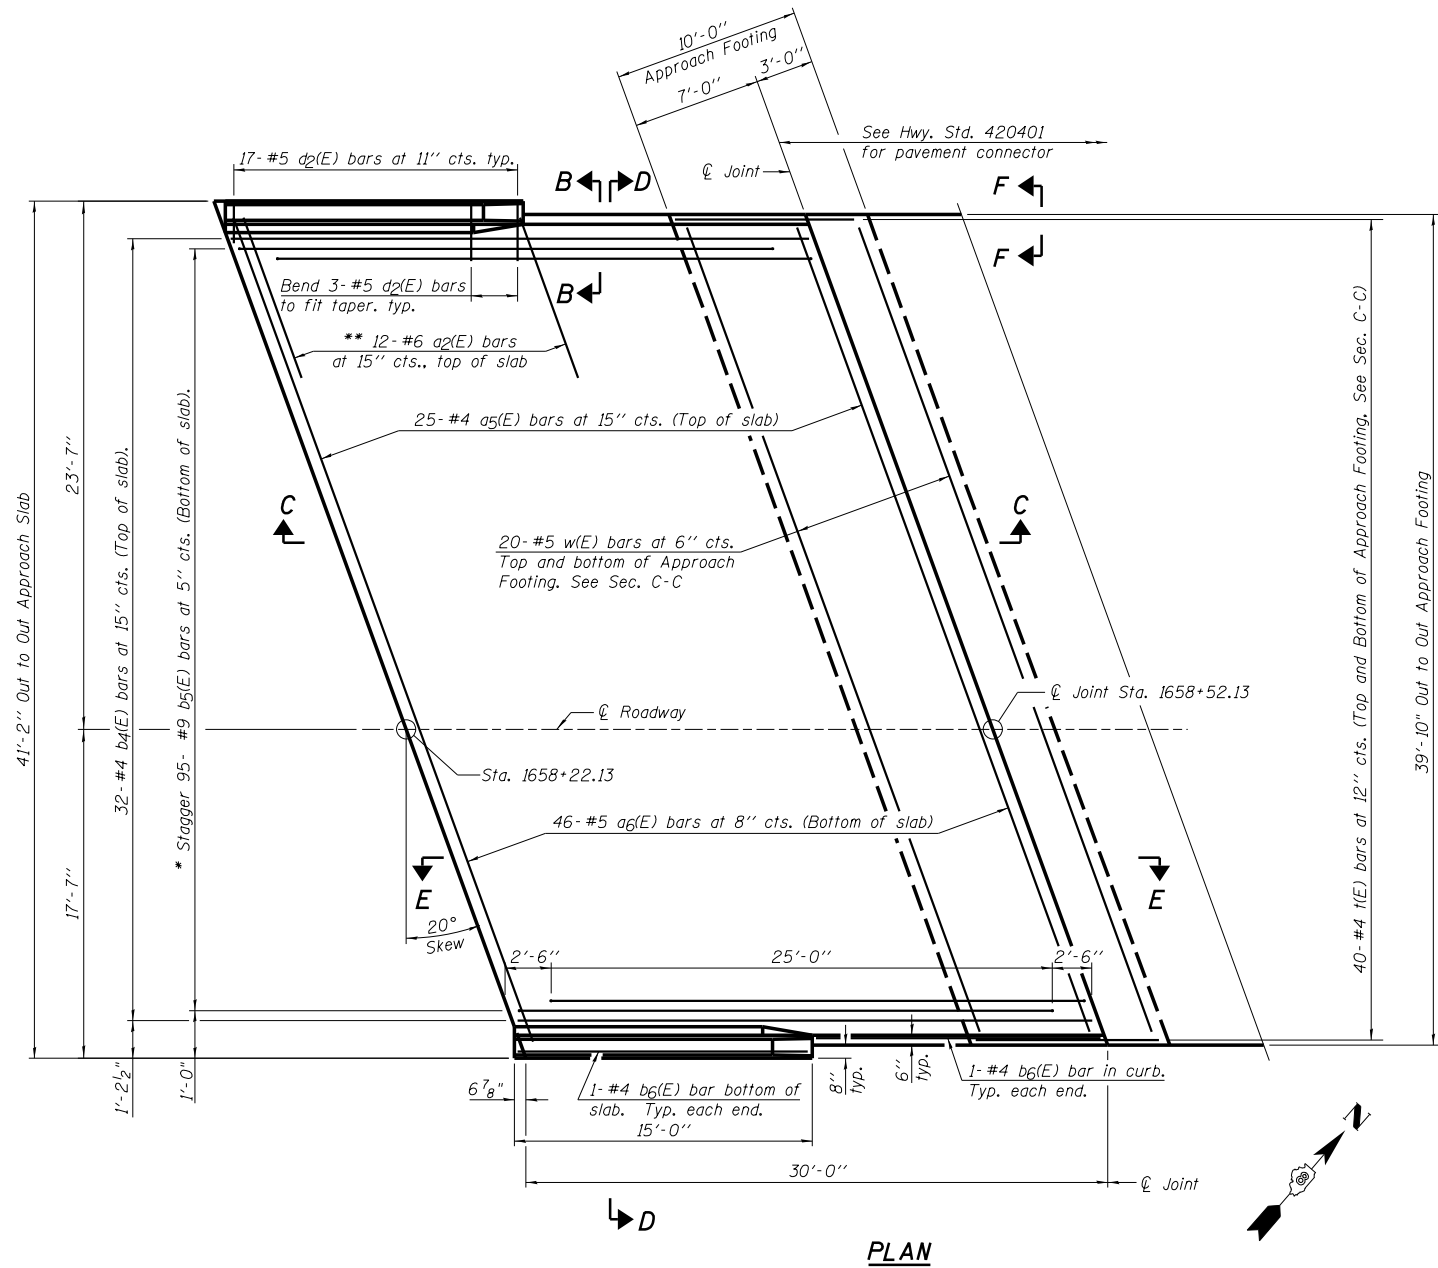 10'-0"
Approach Footing
3'-0"
7'-0"
See Hwy. Std. 420401
for pavement connector
17- #5 d2(E) bars at 11" cts. typ.
B
D
℄ Joint
F
F
Bend 3- #5 d2(E) bars
to fit taper. typ.
B
** 12- #6 a2(E) bars
at 15" cts., top of slab
25- #4 a5(E) bars at 15" cts. (Top of slab)
C
C
20- #5 w(E) bars at 6" cts.
Top and bottom of Approach
Footing. See Sec. C-C
41'-2" Out to Out Approach Slab
23'-7"
17'-7"
32- #4 b4(E) bars at 15" cts. (Top of slab).
* Stagger 95- #9 b5(E) bars at 5" cts. (Bottom of slab).
40- #4 t(E) bars at 12" cts. (Top and Bottom of Approach Footing. See Sec. C-C)
39'-10" Out to Out Approach Footing
℄ Joint Sta. 1658+52.13
℄ Roadway
Sta. 1658+22.13
46- #5 a6(E) bars at 8" cts. (Bottom of slab)
E
E
20°
Skew
2'-6"
25'-0"
2'-6"
1'-2½"
1'-0"
6 7/8"
1- #4 b6(E) bar bottom of
slab. Typ. each end.
8"
typ.
6"
typ.
1- #4 b6(E) bar in curb.
Typ. each end.
15'-0"
30'-0"
℄ Joint
D
N
PLAN